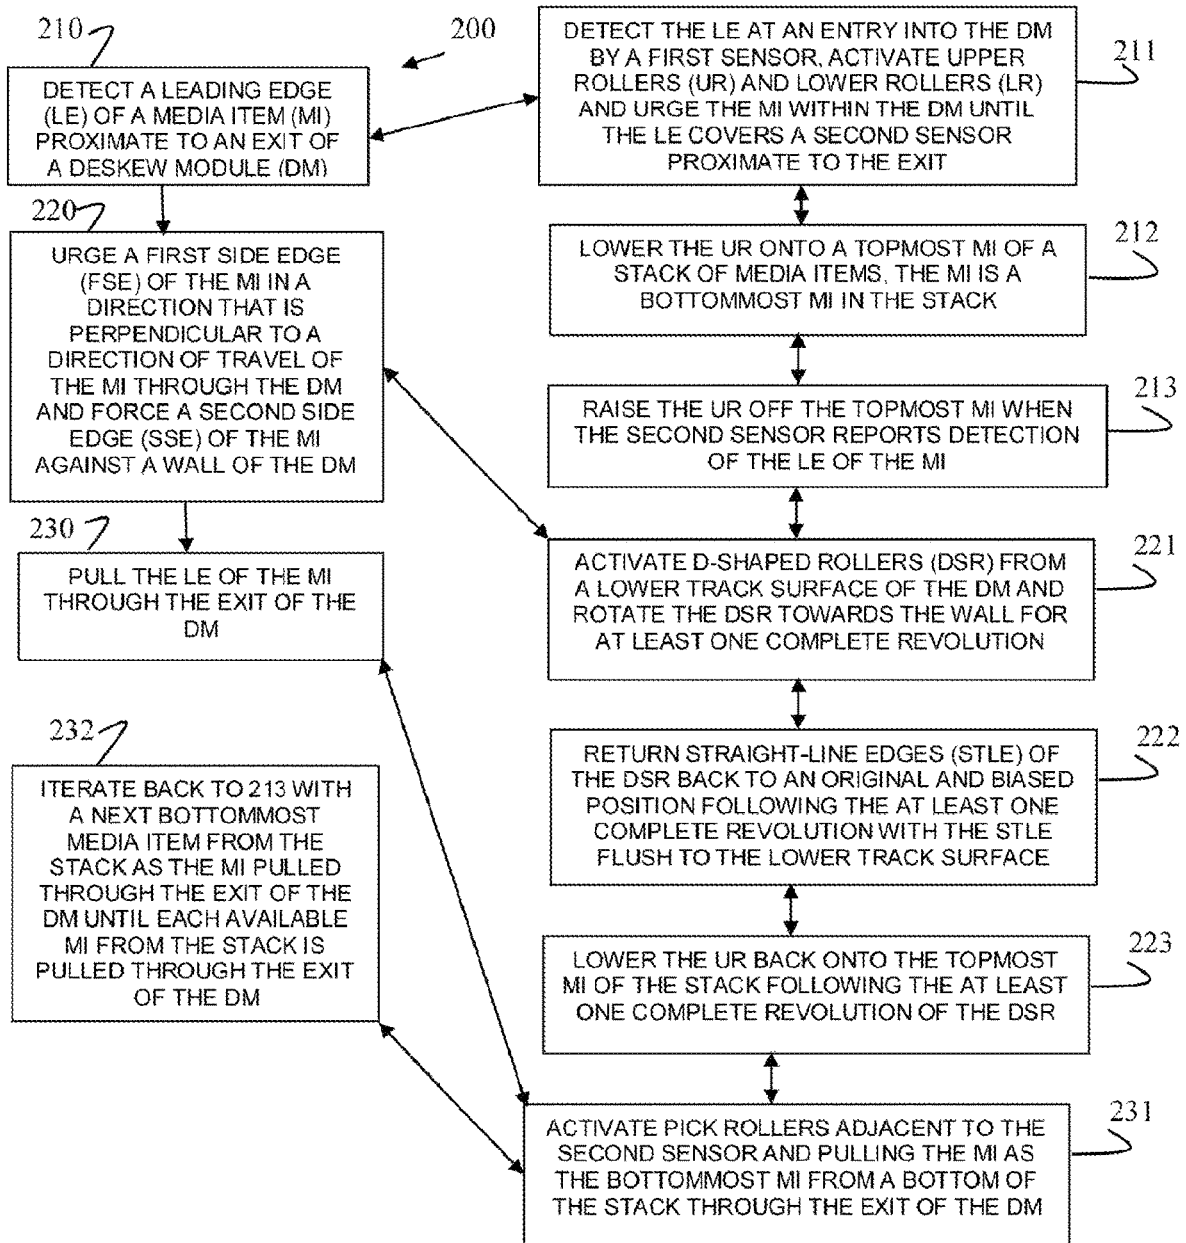 210
200
DETECT A LEADING EDGE
(LE) OF A MEDIA ITEM (MI)
PROXIMATE TO AN EXIT OF
A DESKEW MODULE (DM)
DETECT THE LE AT AN ENTRY INTO THE DM
BY A FIRST SENSOR, ACTIVATE UPPER
ROLLERS (UR) AND LOWER ROLLERS (LR)
AND URGE THE MI WITHIN THE DM UNTIL
THE LE COVERS A SECOND SENSOR
PROXIMATE TO THE EXIT
211
220
URGE A FIRST SIDE EDGE
(FSE) OF THE MI IN A
DIRECTION THAT IS
PERPENDICULAR TO A
DIRECTION OF TRAVEL OF
THE MI THROUGH THE DM
AND FORCE A SECOND SIDE
EDGE (SSE) OF THE MI
AGAINST A WALL OF THE DM
LOWER THE UR ONTO A TOPMOST MI OF A
STACK OF MEDIA ITEMS, THE MI IS A
BOTTOMMOST MI IN THE STACK
212
RAISE THE UR OFF THE TOPMOST MI WHEN
THE SECOND SENSOR REPORTS DETECTION
OF THE LE OF THE MI
213
230
PULL THE LE OF THE MI
THROUGH THE EXIT OF THE
DM
ACTIVATE D-SHAPED ROLLERS (DSR) FROM
A LOWER TRACK SURFACE OF THE DM AND
ROTATE THE DSR TOWARDS THE WALL FOR
AT LEAST ONE COMPLETE REVOLUTION
221
232
ITERATE BACK TO 213 WITH
A NEXT BOTTOMMOST
MEDIA ITEM FROM THE
STACK AS THE MI PULLED
THROUGH THE EXIT OF THE
DM UNTIL EACH AVAILABLE
MI FROM THE STACK IS
PULLED THROUGH THE EXIT
OF THE DM
RETURN STRAIGHT-LINE EDGES (STLE) OF
THE DSR BACK TO AN ORIGINAL AND BIASED
POSITION FOLLOWING THE AT LEAST ONE
COMPLETE REVOLUTION WITH THE STLE
FLUSH TO THE LOWER TRACK SURFACE
222
LOWER THE UR BACK ONTO THE TOPMOST
MI OF THE STACK FOLLOWING THE AT LEAST
ONE COMPLETE REVOLUTION OF THE DSR
223
ACTIVATE PICK ROLLERS ADJACENT TO THE
SECOND SENSOR AND PULLING THE MI AS
THE BOTTOMMOST MI FROM A BOTTOM OF
THE STACK THROUGH THE EXIT OF THE DM
231